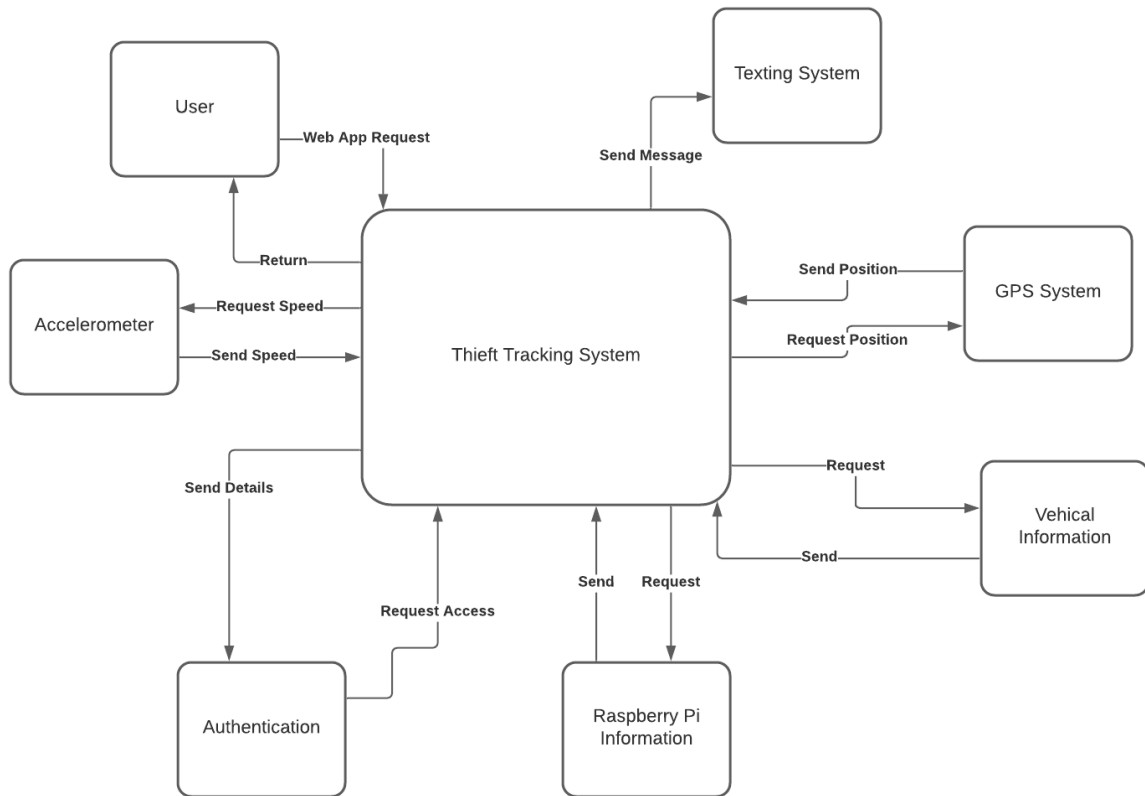 Texting System
User
Web App Request
Send Message
Return
Send Position
GPS System
Request Speed
Accelerometer
Request Position
Send Speed
Thieft Tracking System
Request
Send Details
Vehical
Information
Send
Send
Request
Request Access
Authentication
Raspberry Pi
Information